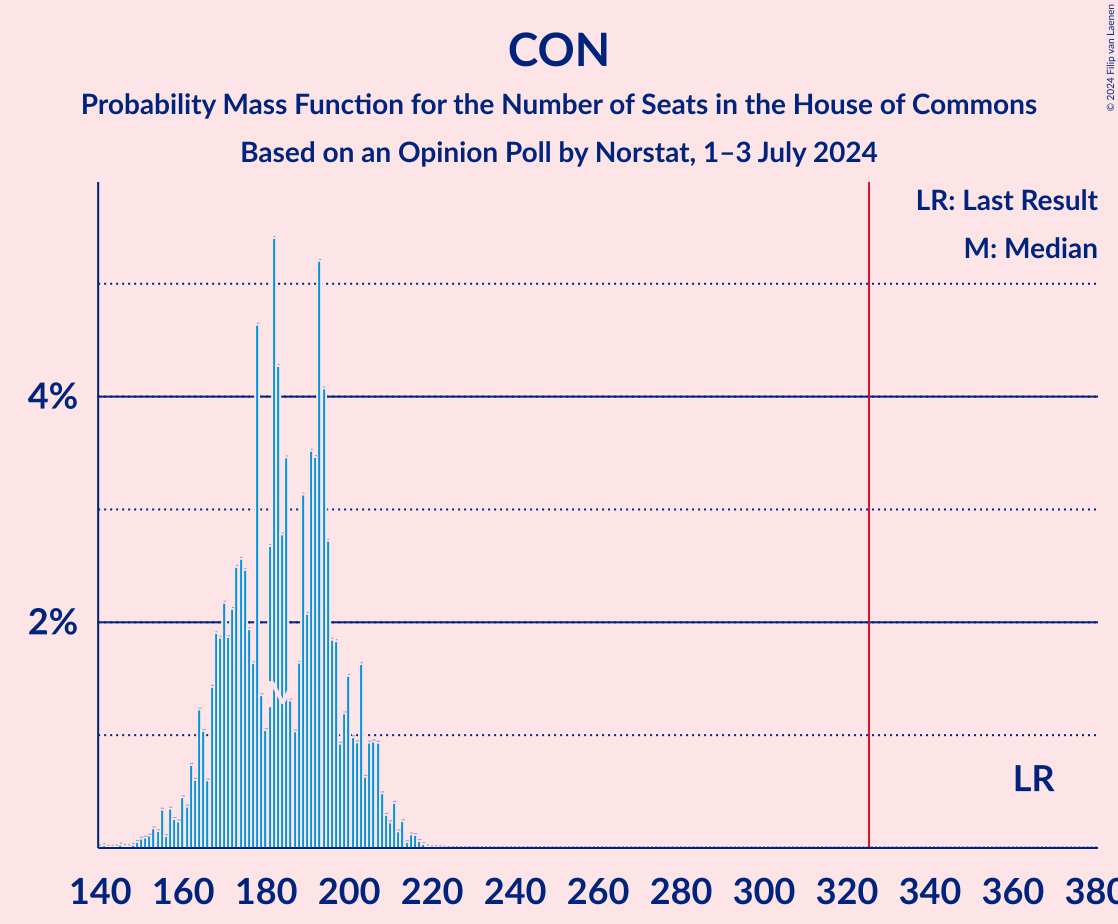 CON
Probability Mass Function for the Number of Seats in the House of Commons
Based on an Opinion Poll by Norstat, 1–3 July 2024
© 2024 Filip van Laenen
LR: Last Result
M: Median
4%
2%
LR
140 160 180 200 220 240 260 280 300 320 340 360 380